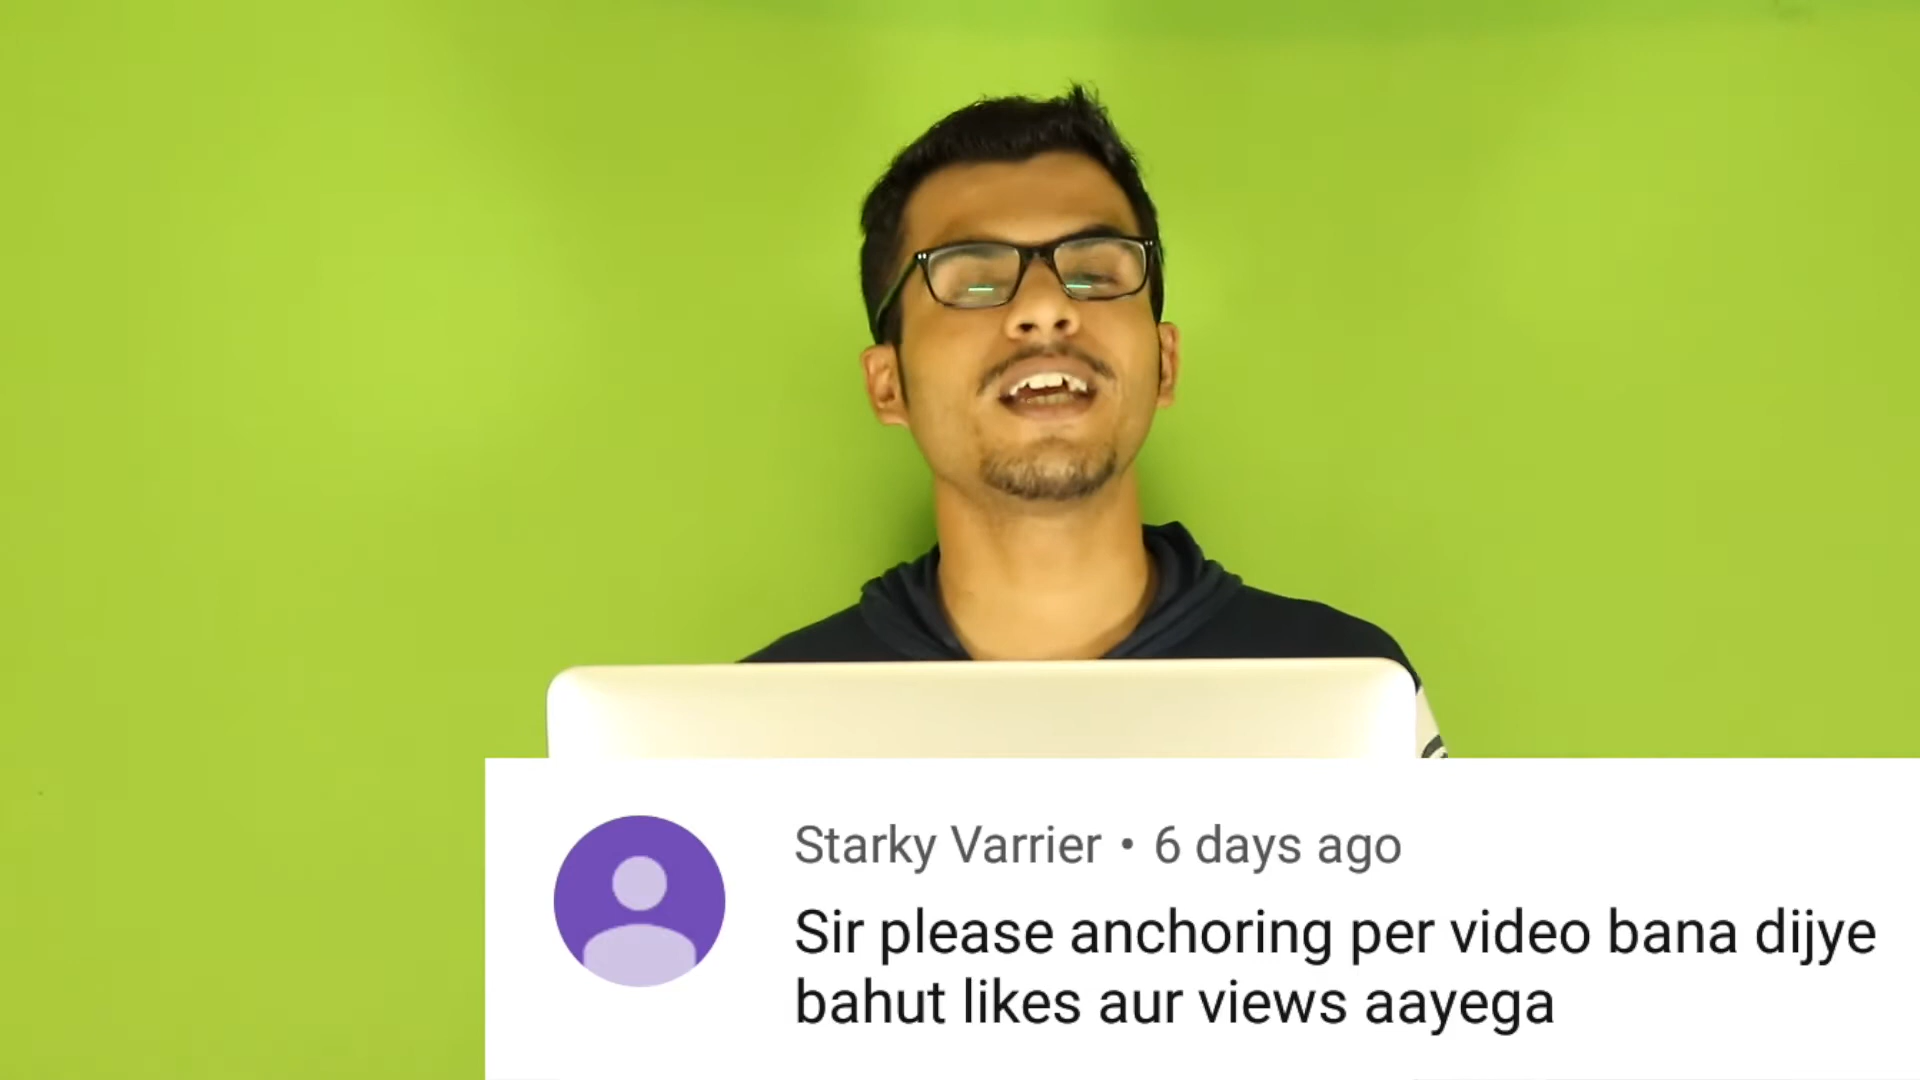 Starky Varrier • 6 days ago
Sir please anchoring per video bana dijye
bahut likes aur views aayega